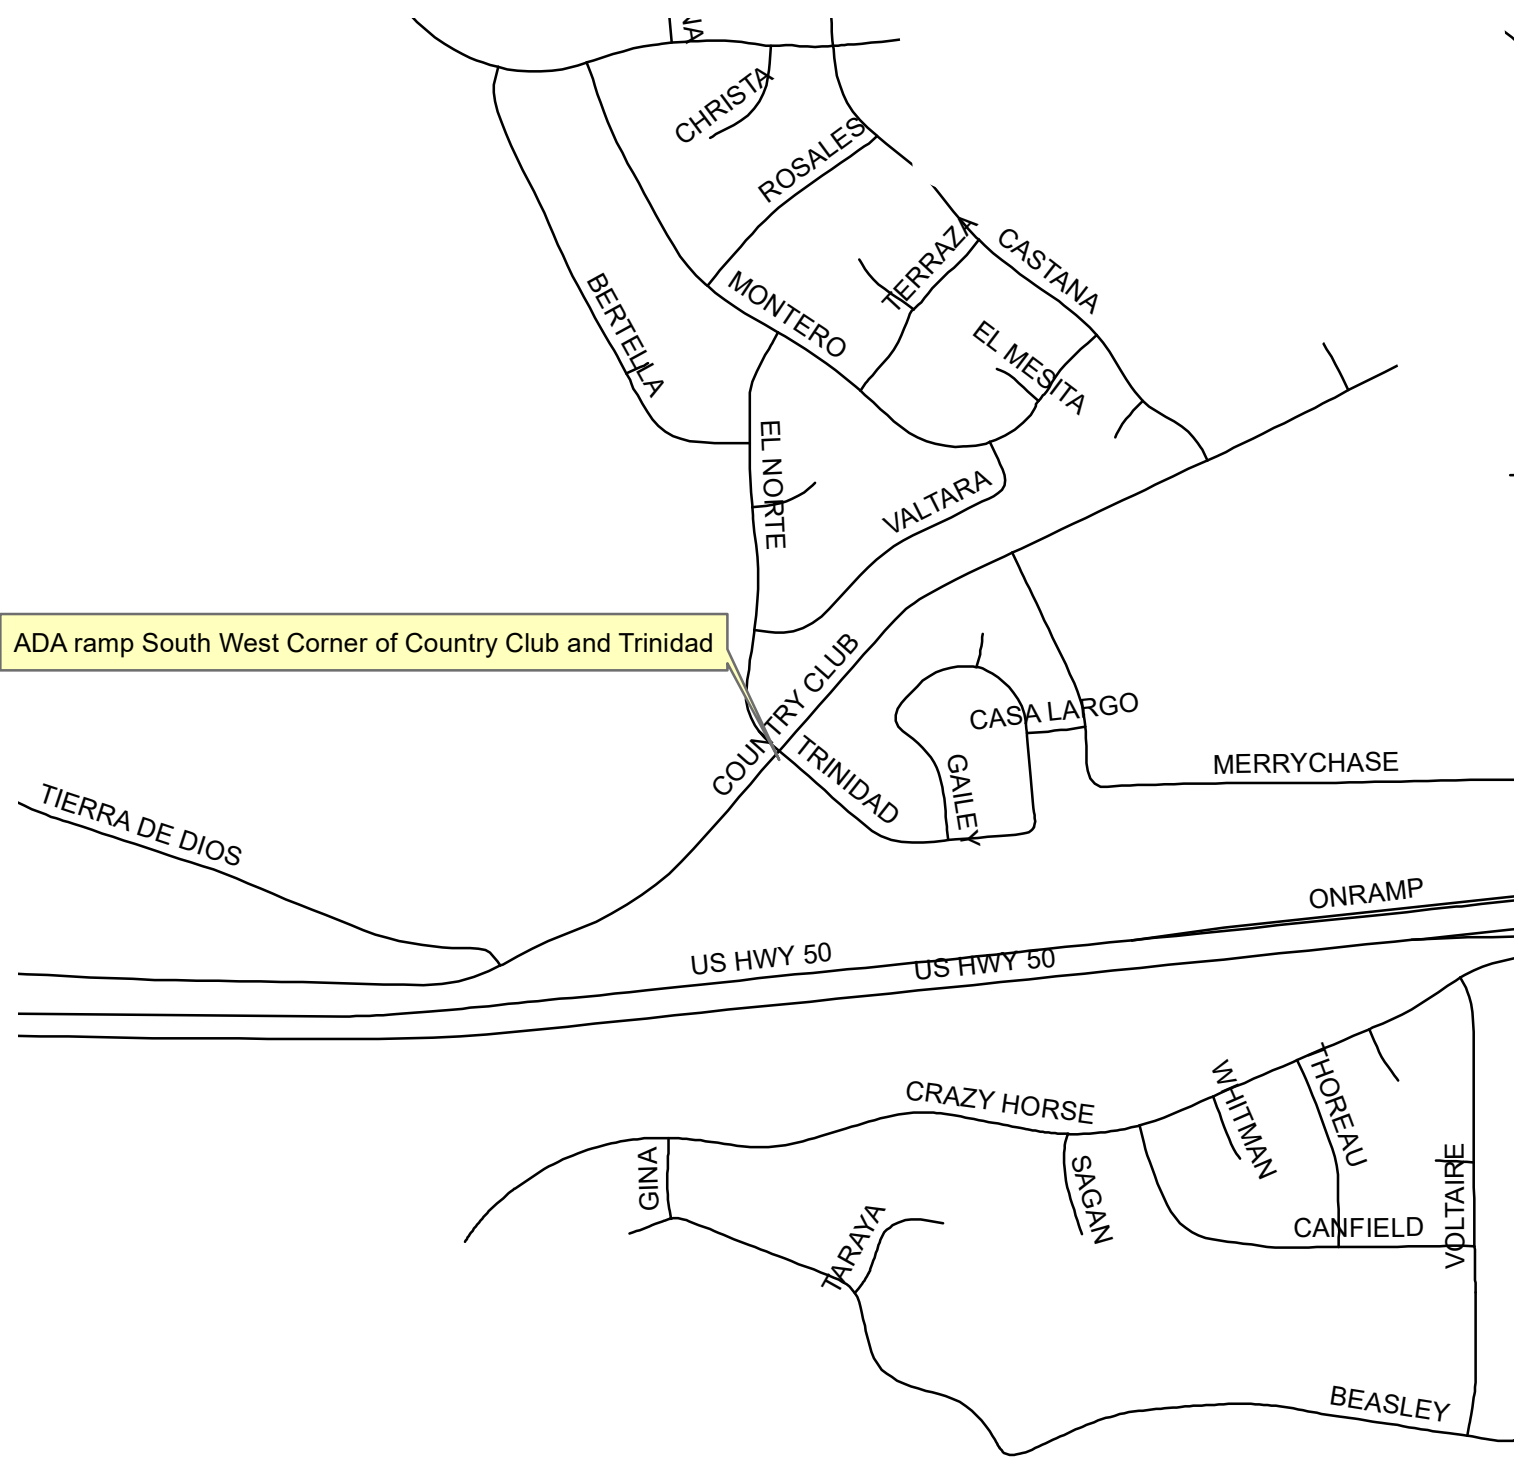 CHRISTA
ROSALES
TERRAZA
CASTANA
BERTELLA
MONTERO
EL MESITA
EL NORTE
VALTARA
ADA ramp South West Corner of Country Club and Trinidad
COUNTRY CLUB
CASA LARGO
TRINIDAD
GAILEY
MERRYCHASE
TIERRA DE DIOS
ONRAMP
US HWY 50
US HWY 50
CRAZY HORSE
WHITMAN
THOREAU
GINA
SAGAN
VOLTAIRE
TARAYA
CANFIELD
BEASLEY